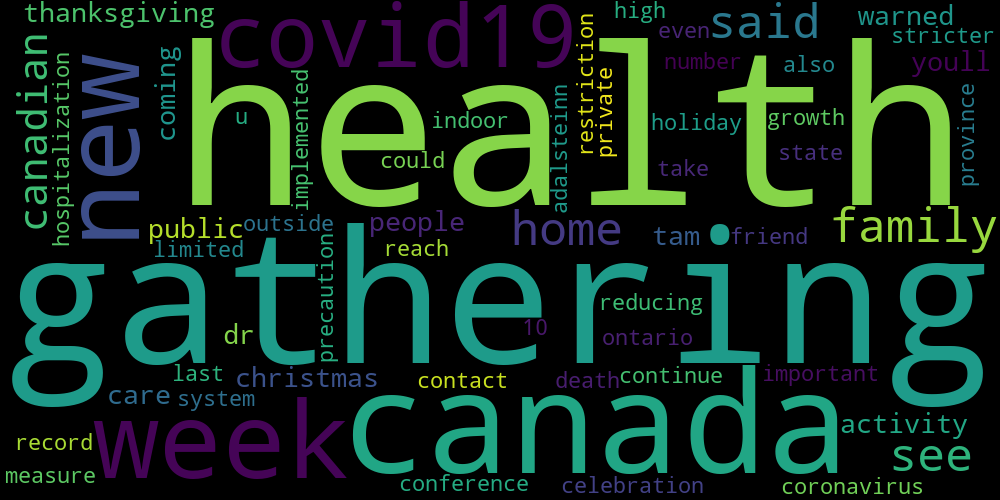 thanksgiving
covid19
high
said
warned
even
stricter
canadian
new
coming
health
number
also
youll
hospitalization
u
implemented
indoor
could
adalsteinn
restriction
private
holiday
growth
state
take
province
public
outside
people
home
tam
friend
family
limited
reach
gathering
precaution
dr
10
reducing
ontario
last
christmas
contact
death
continue
important
care
system
week
canada
activity
record
see
measure
conference
celebration
coronavirus